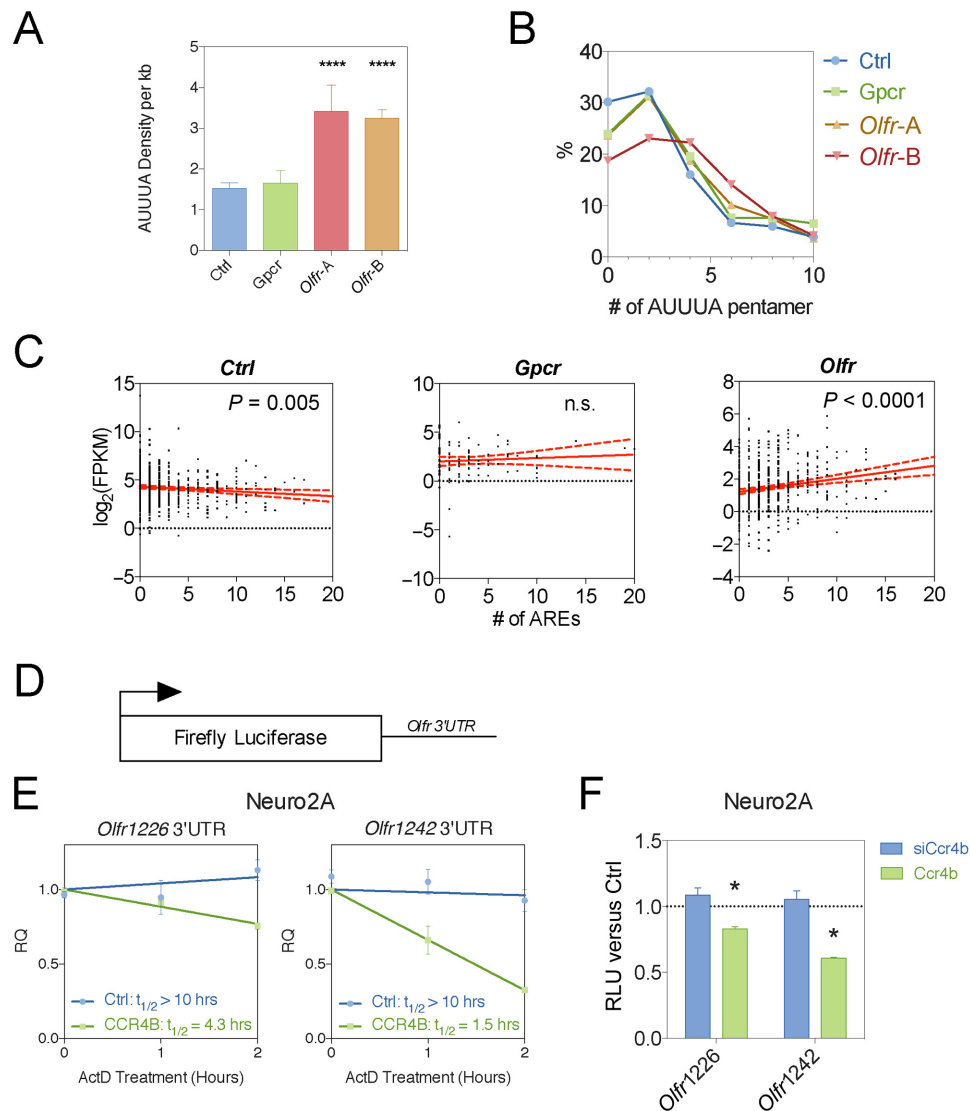 A
AUUUA Density per kb
5
4
3
2
1
0
**** ****
Ctrl
Gpcr
Olfr-A
Olfr-B
B
%
40
30
20
10
0
0 5 10
# of AUUUA pentamer
Ctrl
Gpcr
Olfr-A
Olfr-B
C
Ctrl
P = 0.005
log2(FPKM)
15
10
5
0
−5
0 5 10 15 20
Gpcr
n.s.
10
5
0
−5
−10
0 5 10 15 20
# of AREs
Olfr
P < 0.0001
8
6
4
2
0
2
4
0 5 10 15 20
D
Firefly Luciferase
Olfr 3'UTR
E
Neuro2A
Olfr1226 3'UTR
RQ
1.0
0.5
0.0
Ctrl: t1/2 > 10 hrs
CCR4B: t1/2 = 4.3 hrs
0 1 2
ActD Treatment (Hours)
Olfr1242 3'UTR
RQ
1.0
0.5
0.0
Ctrl: t1/2 > 10 hrs
CCR4B: t1/2 = 1.5 hrs
0 1 2
ActD Treatment (Hours)
F
Neuro2A
RLU versus Ctrl
1.5
1.0
0.5
0.0
*
*
Olfr1226
Olfr1242
siCcr4b
Ccr4b